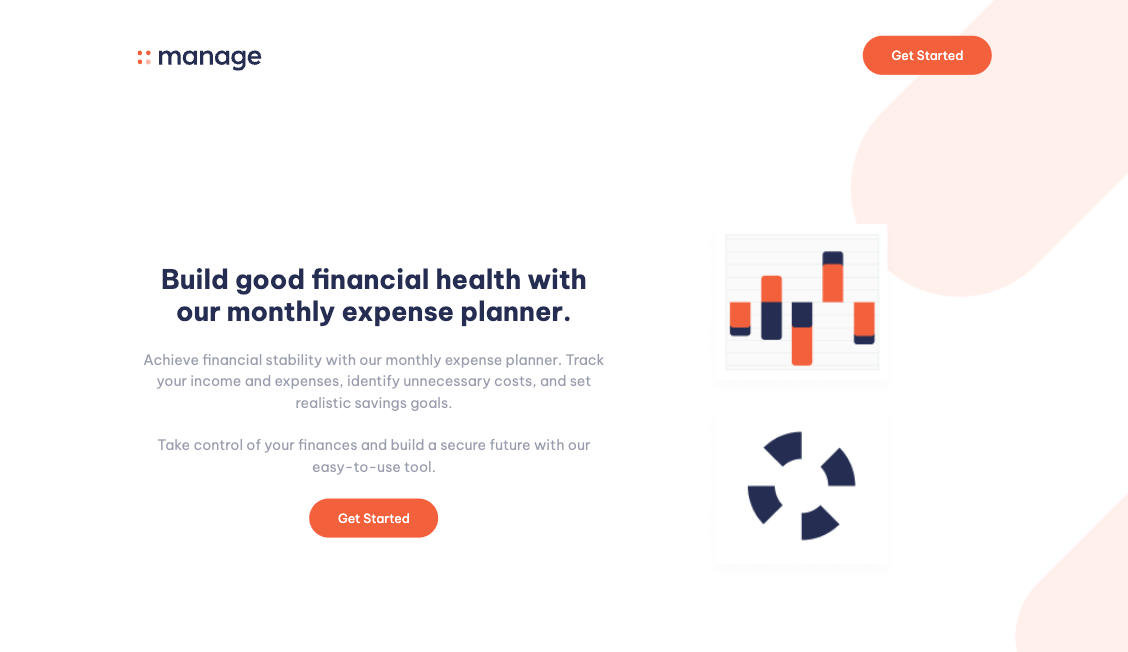 manage
Get Started
Build good financial health with
our monthly expense planner.
Achieve financial stability with our monthly expense planner. Track
your income and expenses, identify unnecessary costs, and set
realistic savings goals.
Take control of your finances and build a secure future with our
easy-to-use tool.
Get Started